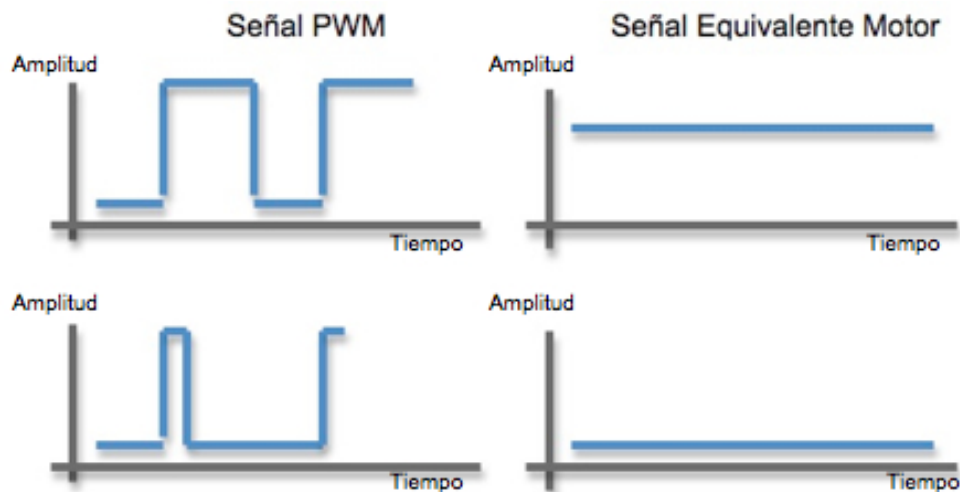 Señal PWM
Señal Equivalente Motor
Amplitud
Amplitud
Tiempo
Tiempo
Amplitud
Amplitud
Tiempo
Tiempo